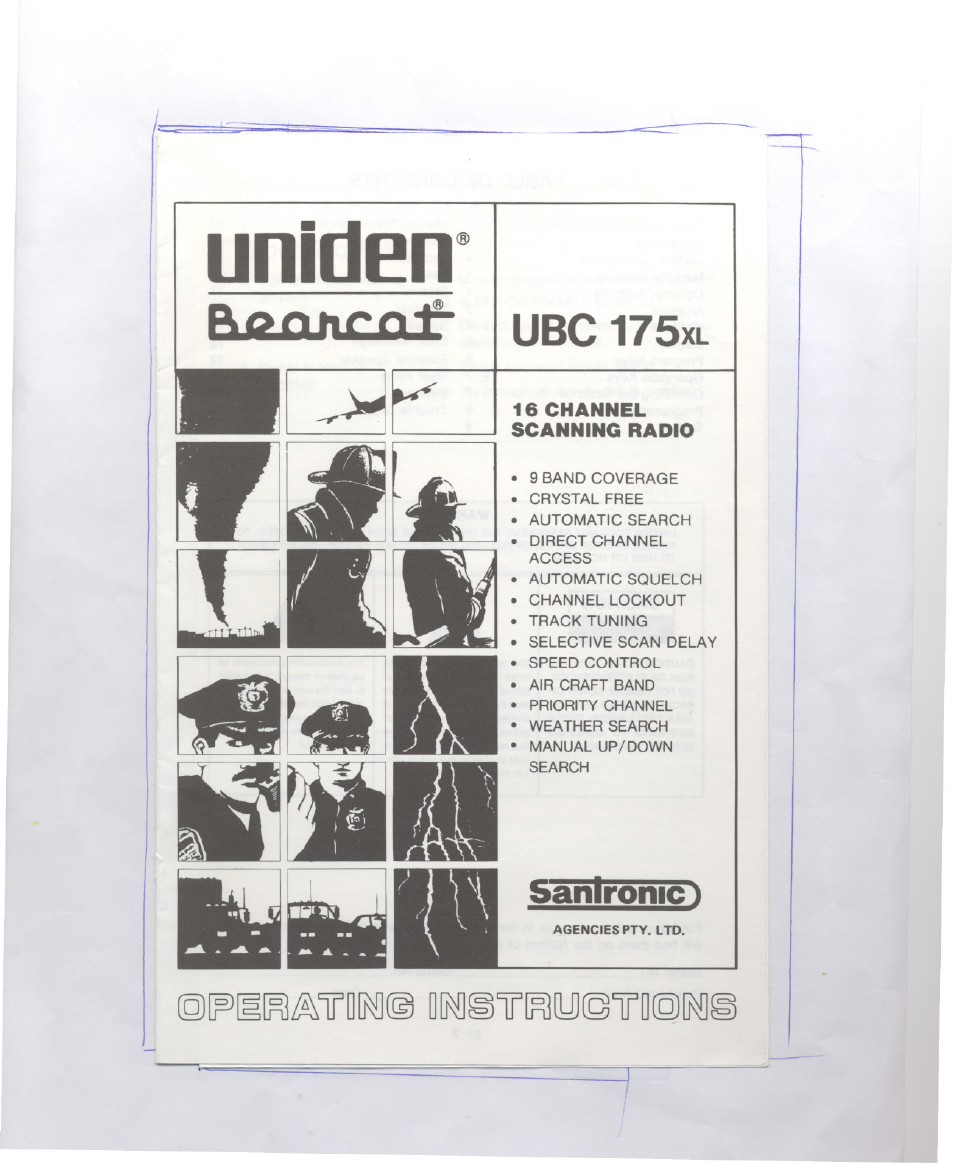 uniden®
Bearcat®
UBC 175XL
16 CHANNEL
SCANNING RADIO
• 9 BAND COVERAGE
• CRYSTAL FREE
• AUTOMATIC SEARCH
• DIRECT CHANNEL
ACCESS
• AUTOMATIC SQUELCH
• CHANNEL LOCKOUT
• TRACK TUNING
• SELECTIVE SCAN DELAY
• SPEED CONTROL
• AIR CRAFT BAND
• PRIORITY CHANNEL
• WEATHER SEARCH
• MANUAL UP/DOWN
SEARCH
Santronic
AGENCIES PTY. LTD.
OPERATING INSTRUCTIONS